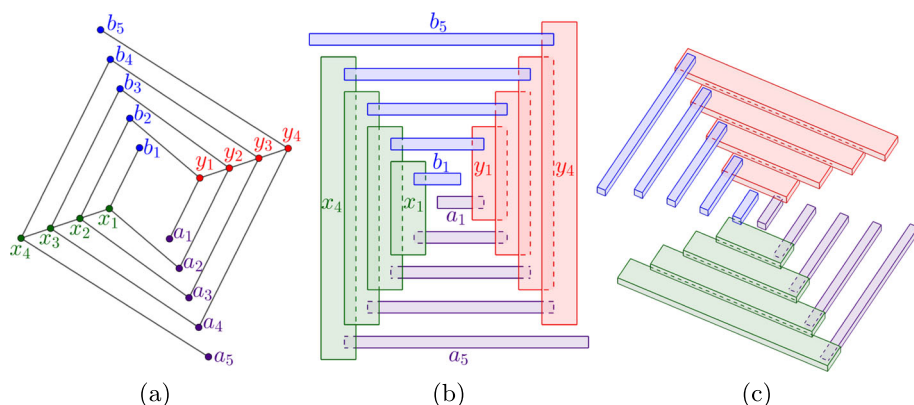 b₅
b₄
b₃
b₂
b₁
y₁
y₂
y₃
y₄
x₁
x₂
x₃
x₄
a₁
a₂
a₃
a₄
a₅
(a)
b₅
b₁
y₁
y₄
x₄
x₁
a₁
a₅
(b)
(c)